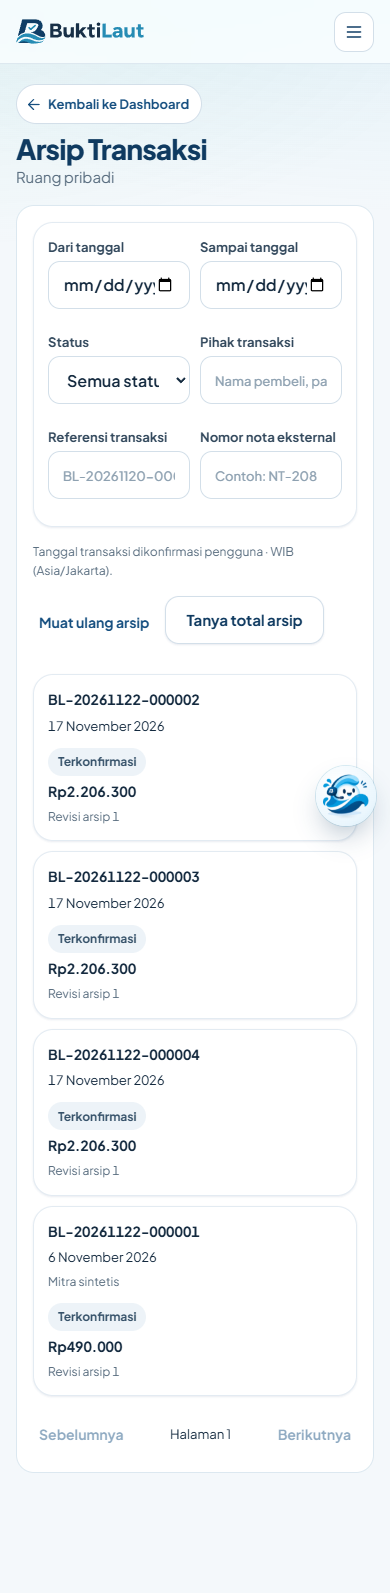 BuktiLaut
Kembali ke Dashboard
Arsip Transaksi
Ruang pribadi
Dari tanggal
Sampai tanggal
mm/dd/yyy
mm/dd/yyy
Status
Pihak transaksi
Semua statu
Nama pembeli, pa
Referensi transaksi
Nomor nota eksternal
BL-20261120-000
Contoh: NT-208
Tanggal transaksi dikonfirmasi pengguna · WIB
(Asia/Jakarta).
Muat ulang arsip
Tanya total arsip
BL-20261122-000002
17 November 2026
Terkonfirmasi
Rp2.206.300
Revisi arsip 1
BL-20261122-000003
17 November 2026
Terkonfirmasi
Rp2.206.300
Revisi arsip 1
BL-20261122-000004
17 November 2026
Terkonfirmasi
Rp2.206.300
Revisi arsip 1
BL-20261122-000001
6 November 2026
Mitra sintetis
Terkonfirmasi
Rp490.000
Revisi arsip 1
Sebelumnya
Halaman 1
Berikutnya